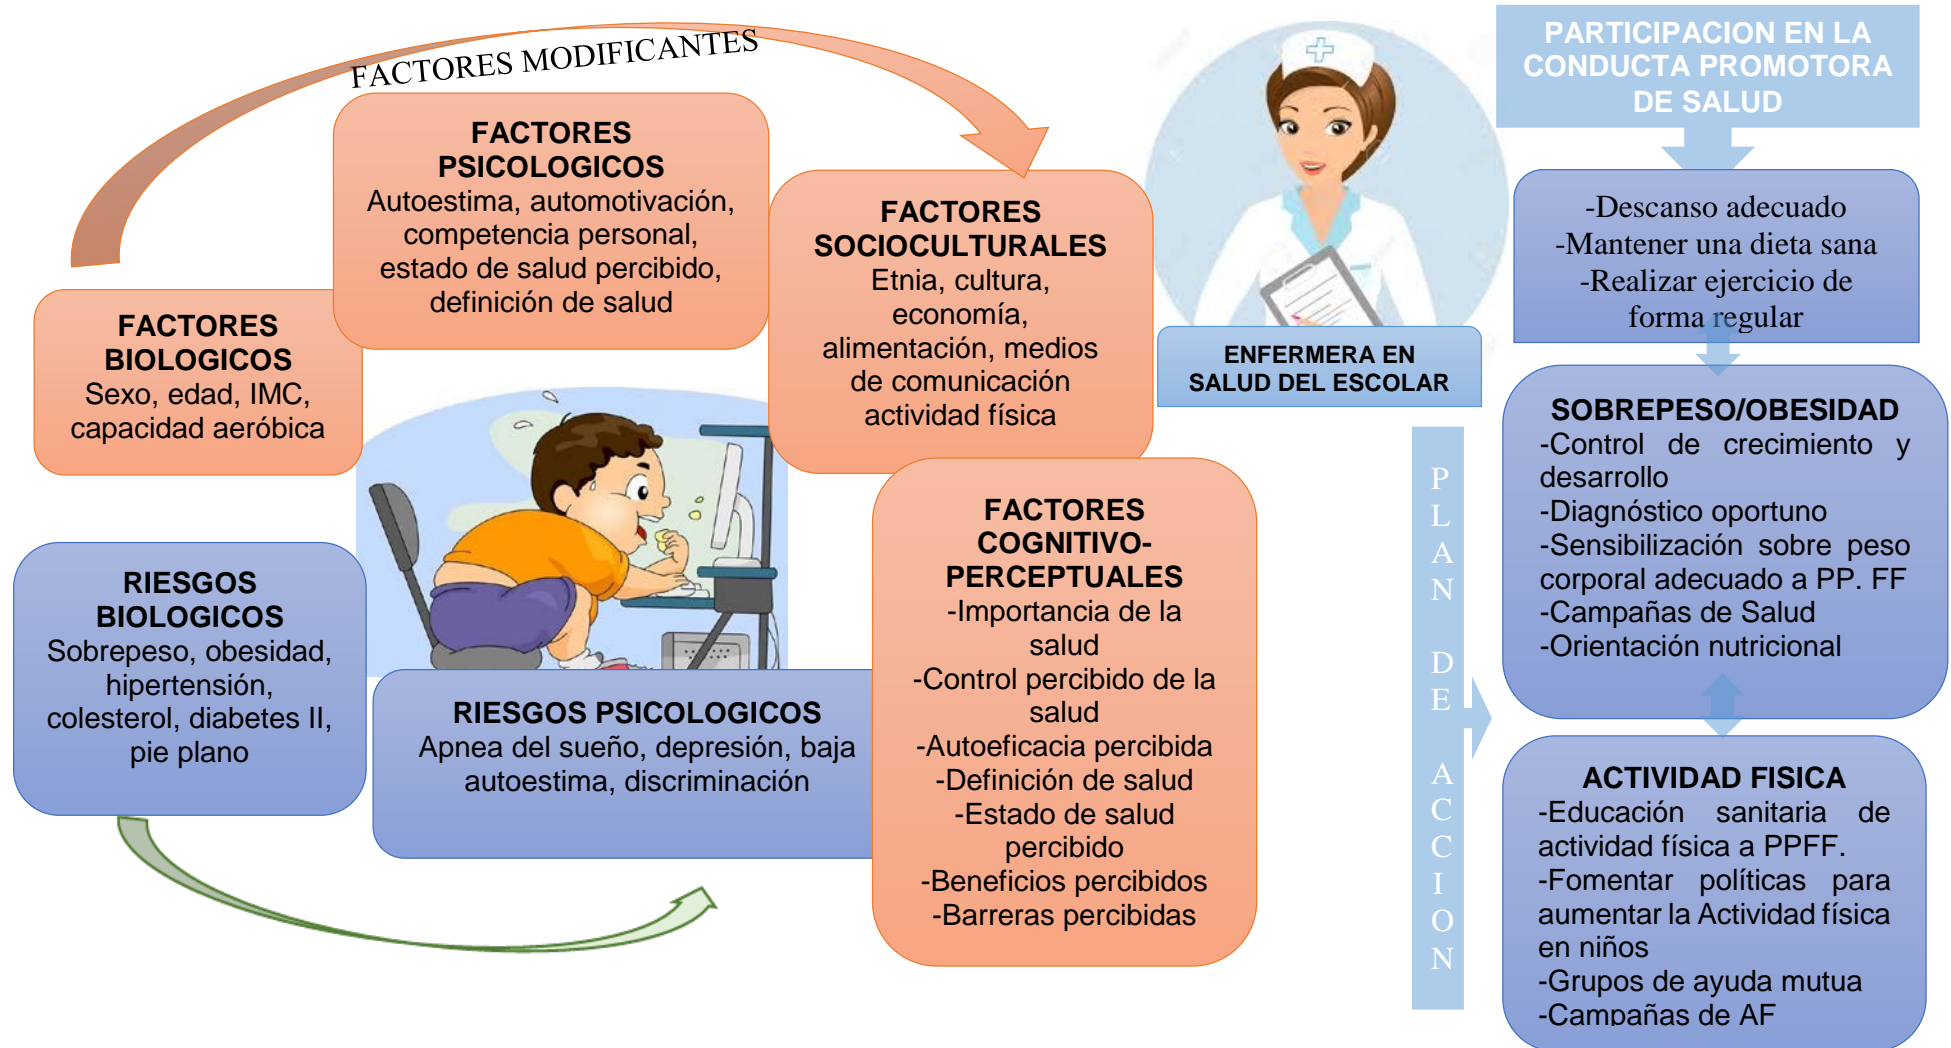 FACTORES MODIFICANTES
FACTORES
PSICOLOGICOS
Autoestima, automotivación,
competencia personal,
estado de salud percibido,
definición de salud
FACTORES
BIOLOGICOS
Sexo, edad, IMC,
capacidad aeróbica
FACTORES
SOCIOCULTURALES
Etnia, cultura,
economía,
alimentación, medios
de comunicación
actividad física
RIESGOS
BIOLOGICOS
Sobrepeso, obesidad,
hipertensión,
colesterol, diabetes II,
pie plano
RIESGOS PSICOLOGICOS
Apnea del sueño, depresión, baja
autoestima, discriminación
FACTORES
COGNITIVO-
PERCEPTUALES
-Importancia de la
salud
-Control percibido de la
salud
-Autoeficacia percibida
-Definición de salud
-Estado de salud
percibido
-Beneficios percibidos
-Barreras percibidas
ENFERMERA EN
SALUD DEL ESCOLAR
PLAN DE ACCION
PARTICIPACION EN LA
CONDUCTA PROMOTORA
DE SALUD
-Descanso adecuado
-Mantener una dieta sana
-Realizar ejercicio de
forma regular
SOBREPESO/OBESIDAD
-Control de crecimiento y
desarrollo
-Diagnóstico oportuno
-Sensibilización sobre peso
corporal adecuado a PP. FF
-Campañas de Salud
-Orientación nutricional
ACTIVIDAD FISICA
-Educación sanitaria de
actividad física a PPFF.
-Fomentar políticas para
aumentar la Actividad física
en niños
-Grupos de ayuda mutua
-Campañas de AF